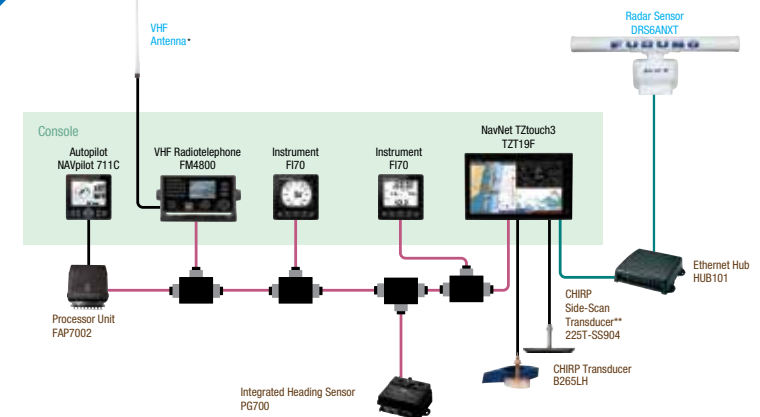 VHF
Antenna*
Radar Sensor
DRS6ANXT
FURUNO
Console
Autopilot
NAVpilot 711C
VHF Radiotelephone
FM4800
Instrument
FI70
Instrument
FI70
NavNet TZtouch3
TZT19F
Ethernet Hub
HUB101
Processor Unit
FAP7002
CHIRP
Side-Scan
Transducer**
225T-SS904
CHIRP Transducer
B265LH
Integrated Heading Sensor
PG700